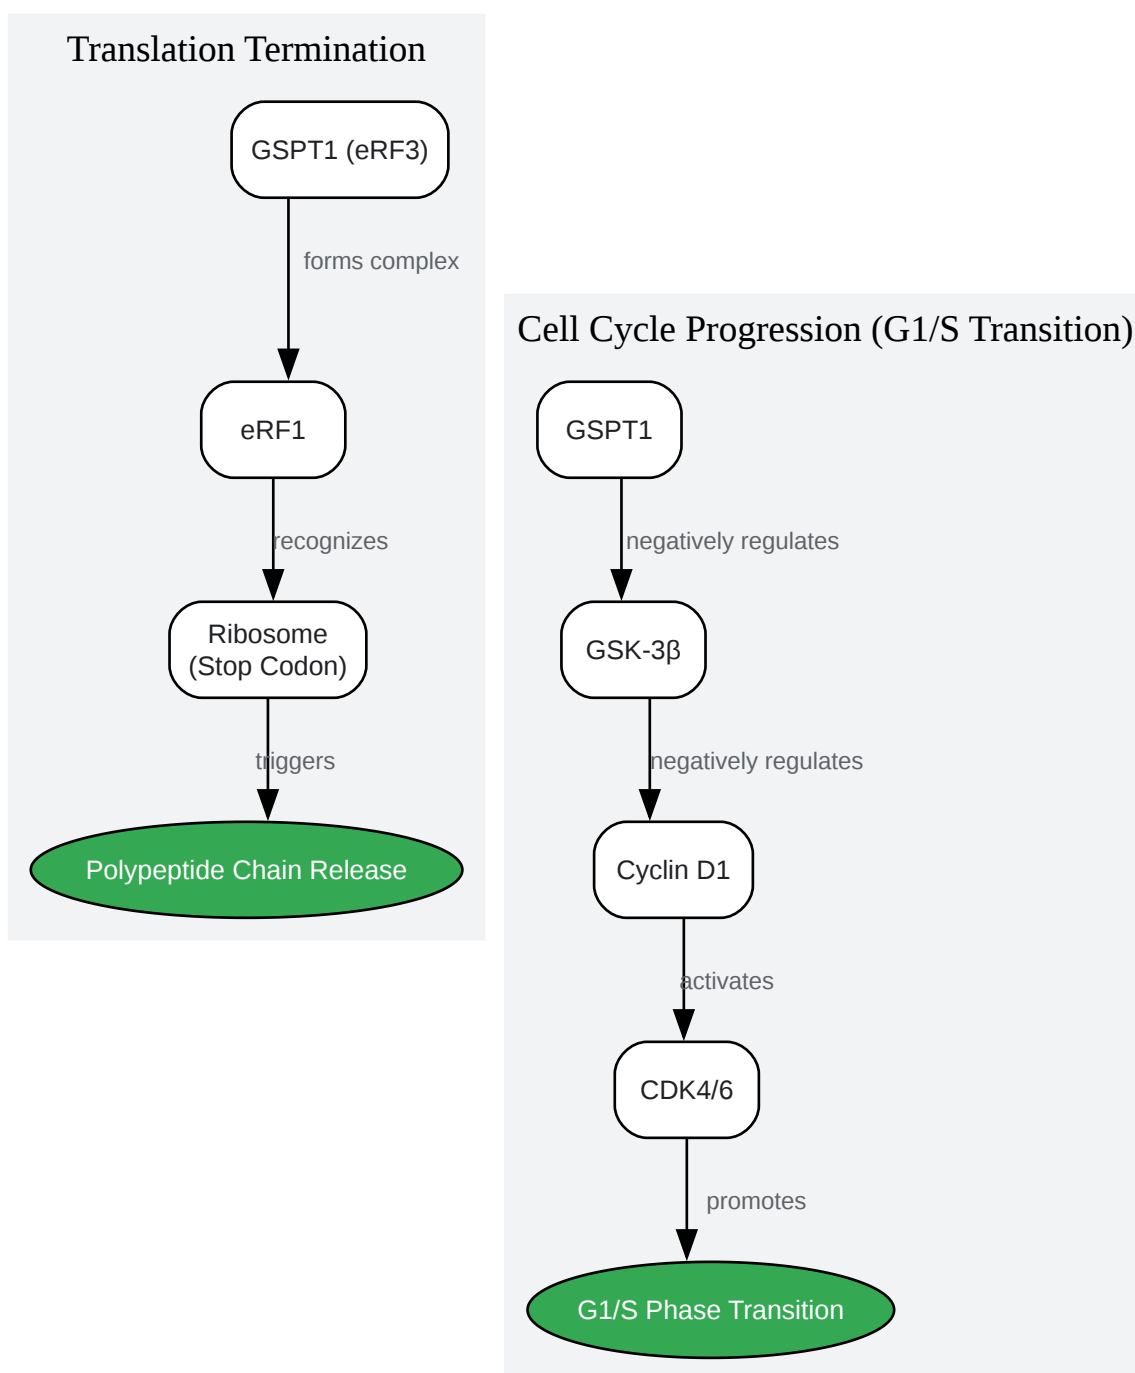 Translation Termination
GSPT1 (eRF3)
forms complex
eRF1
recognizes
Ribosome
(Stop Codon)
triggers
Polypeptide Chain Release
Cell Cycle Progression (G1/S Transition)
GSPT1
negatively regulates
GSK-3β
negatively regulates
Cyclin D1
activates
CDK4/6
promotes
G1/S Phase Transition